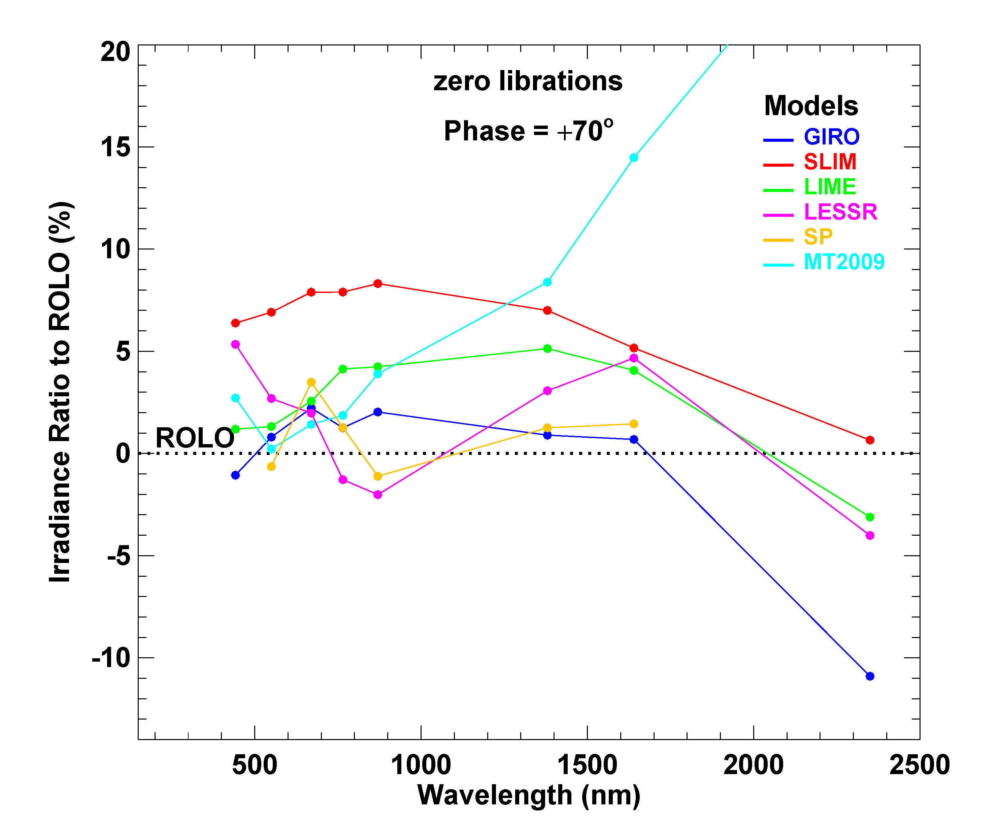 zero librations
Phase = +70°
Models
GIRO
SLIM
LIME
LESSR
SP
MT2009
ROLO
Irradiance Ratio to ROLO (%)
20
15
10
5
0
-5
-10
500 1000 1500 2000 2500
Wavelength (nm)